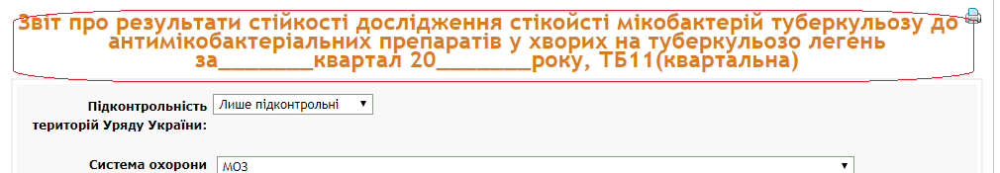 Звіт про результати стійкості дослідження стікойсті мікобактерій туберкульозу до
антимікобактеріальних препаратів у хворих на туберкульозо легень
за________квартал 20________року, ТБ11(квартальна)
Підконтрольність
територій Уряду України:
Лише підконтрольні
Система охорони
МОЗ